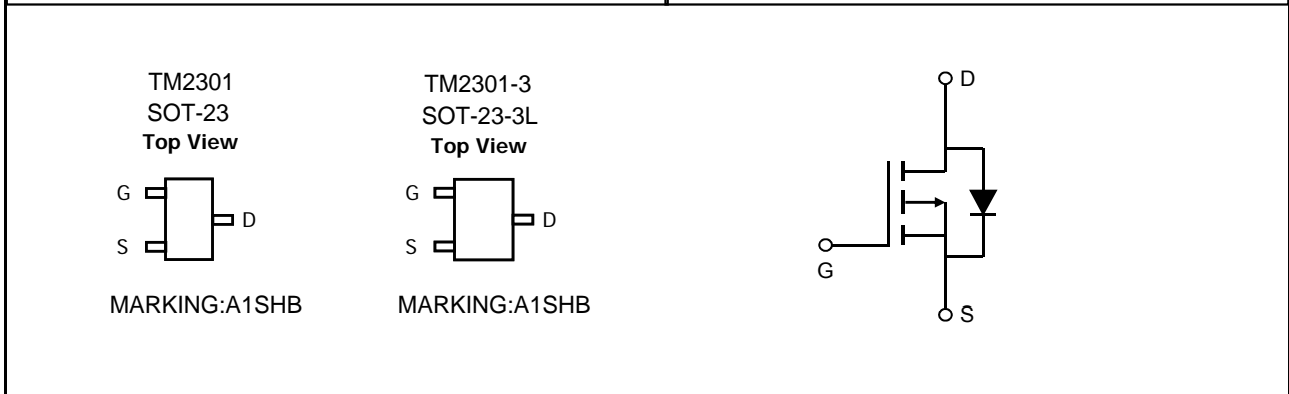 TM2301
SOT-23
Top View
G
D
S
MARKING:A1SHB
TM2301-3
SOT-23-3L
Top View
G
D
S
MARKING:A1SHB
D
G
S